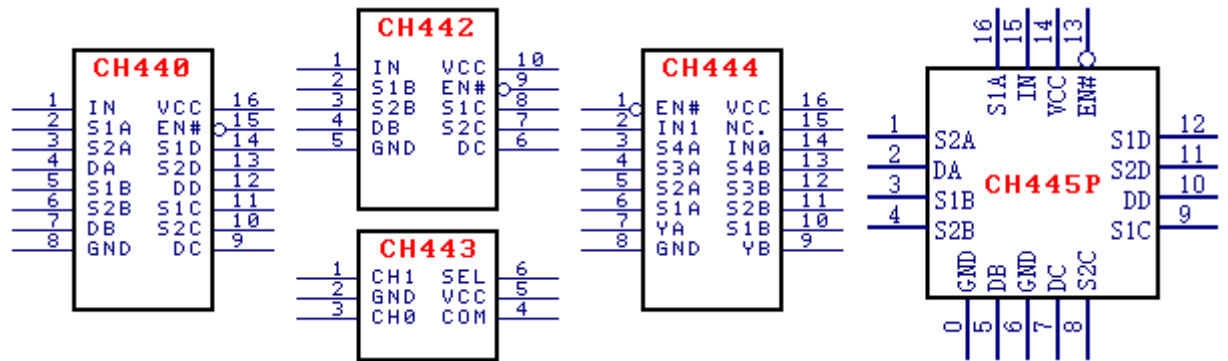 CH440
1 IN VCC 16
2 S1A EN# 15
3 S2A S1D 14
4 DA S2D 13
5 S1B DD 12
6 S2B S1C 11
7 DB S2C 10
8 GND DC 9
CH442
1 IN VCC 10
2 S1B EN# 9
3 S2B S1C 8
4 DB S2C 7
5 GND DC 6
CH443
1 CH1 SEL 6
2 GND VCC 5
3 CH0 COM 4
CH444
1 EN# VCC 16
2 IN1 NC. 15
3 S4A IN0 14
4 S3A S4B 13
5 S2A S3B 12
6 S1A S2B 11
7 YA S1B 10
8 GND YB 9
16 15 14 13
S1A IN VCC EN#
1 S2A S1D 12
2 DA S2D 11
CH445P
3 S1B DD 10
4 S2B S1C 9
GND DB GND DC S2C
0 5 6 7 8